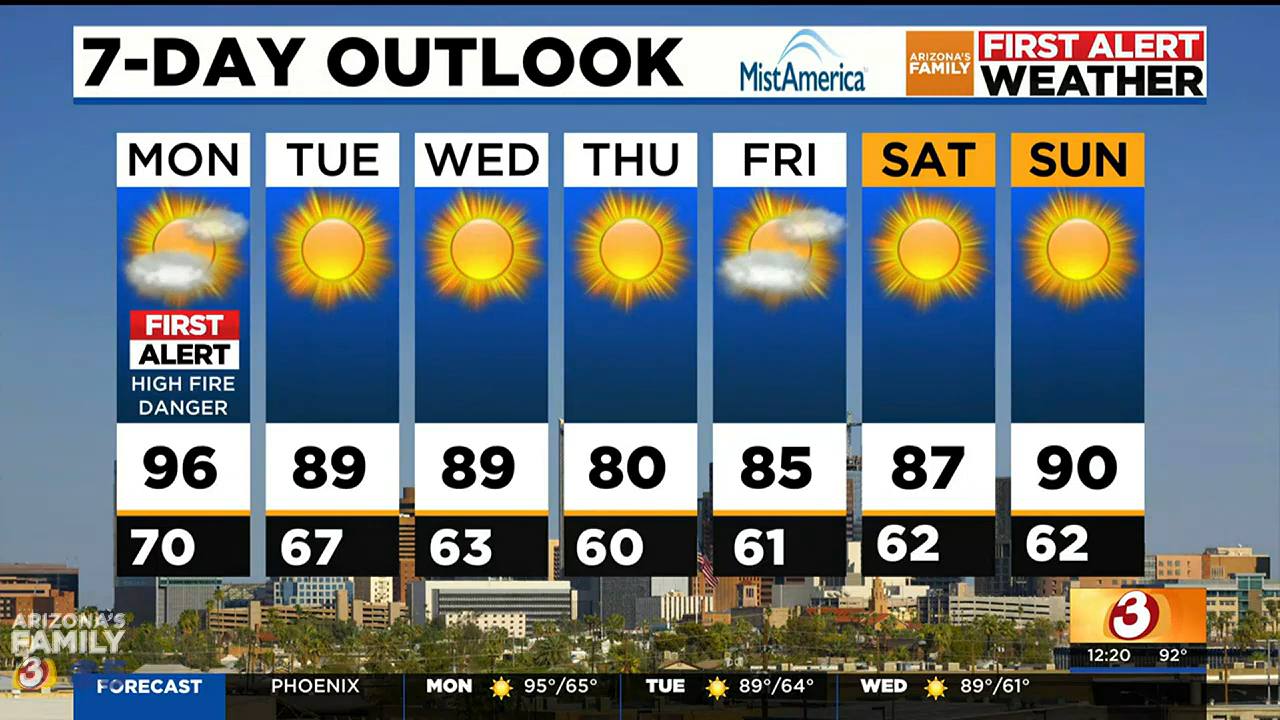 7-DAY OUTLOOK
MistAmerica
ARIZONA'S
FAMILY
FIRST ALERT
WEATHER
MON TUE WED THU FRI SAT SUN
FIRST
ALERT
HIGH FIRE
DANGER
96 89 89 80 85 87 90
70 67 63 60 61 62 62
ARIZONA'S
FAMILY
3
3
12:20 92°
FORECAST PHOENIX MON 95°/65° TUE 89°/64° WED 89°/61°